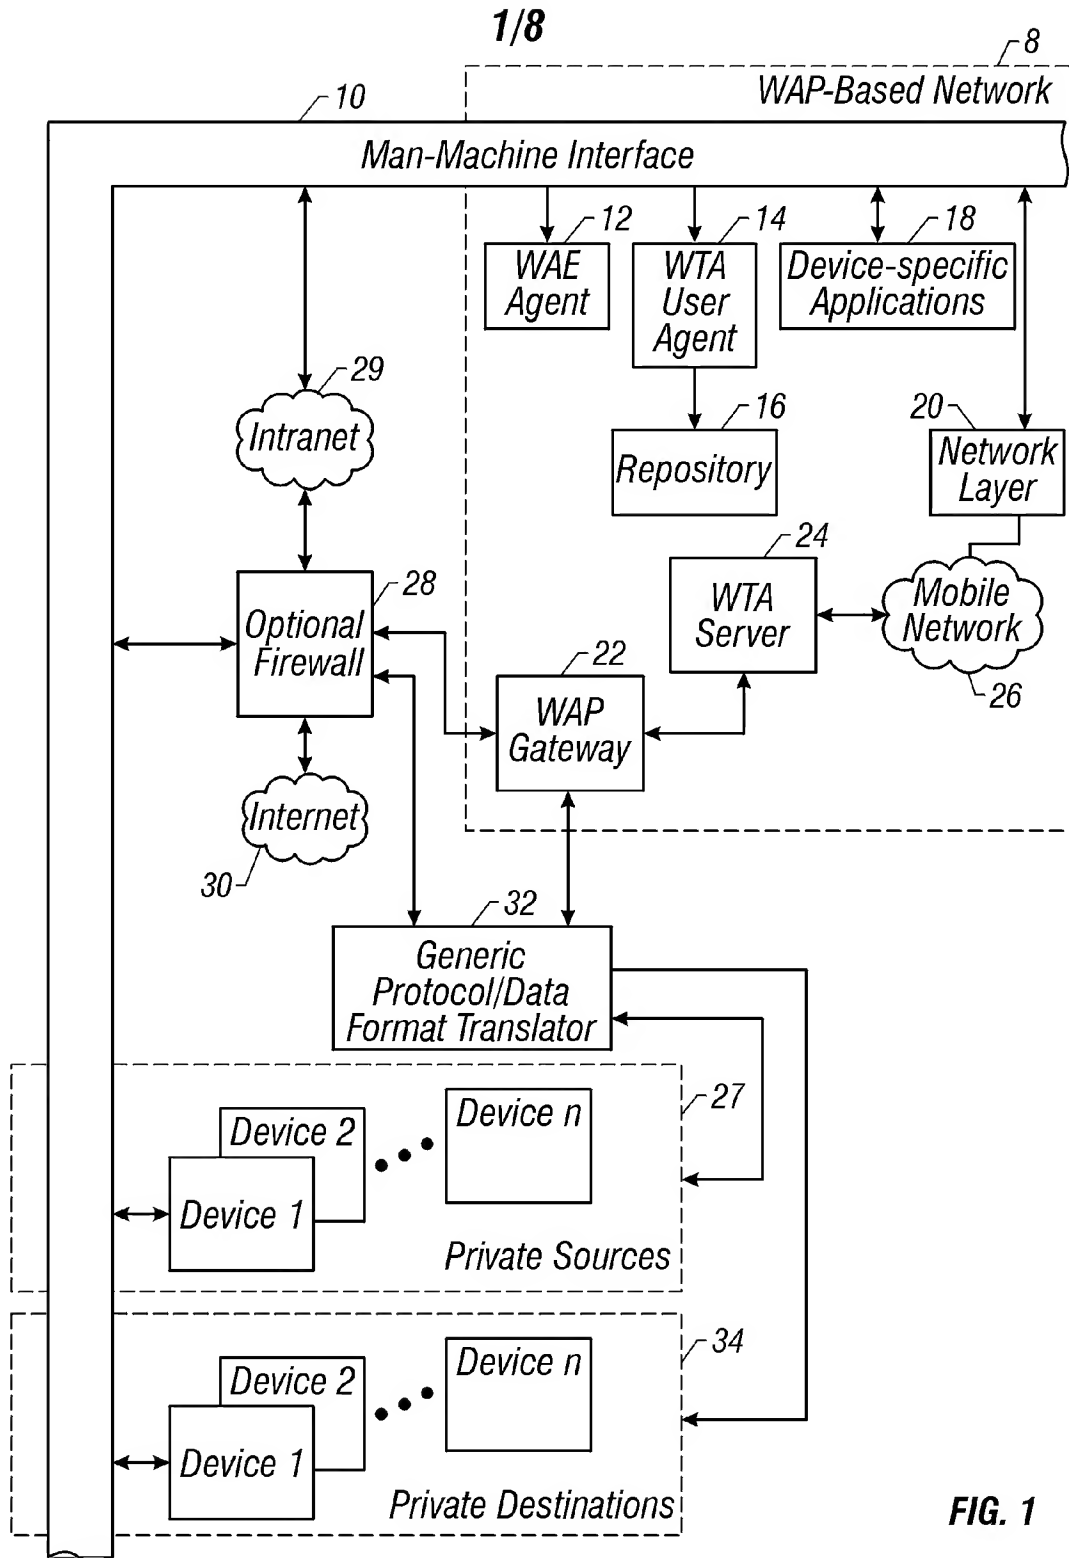 1/8
8
WAP-Based Network
10
Man-Machine Interface
12
WAE
Agent
14
WTA
User
Agent
18
Device-specific
Applications
29
Intranet
16
Repository
20
Network
Layer
24
WTA
Server
Mobile
Network
26
28
Optional
Firewall
22
WAP
Gateway
Internet
30
32
Generic
Protocol/Data
Format Translator
27
Device n
Device 2
Device 1
Private Sources
34
Device n
Device 2
Device 1
Private Destinations
FIG. 1